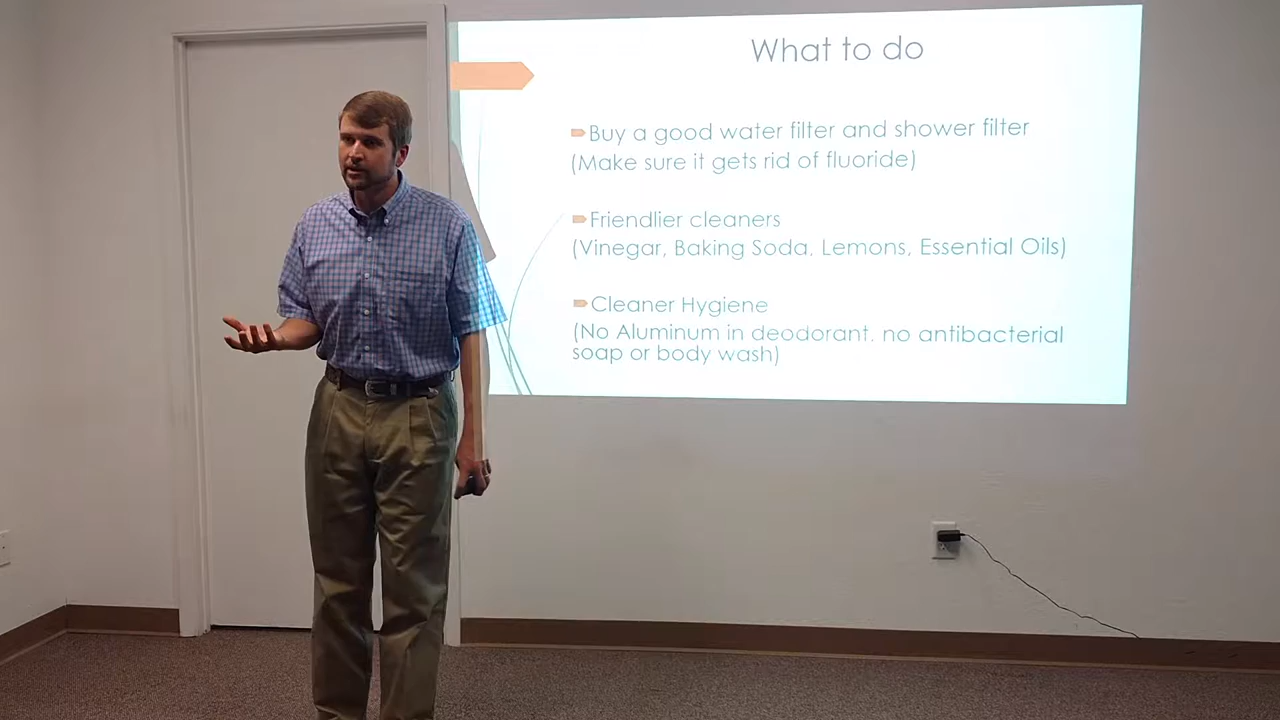 What to do
Buy a good water filter and shower filter
(Make sure it gets rid of fluoride)
Friendlier cleaners
(Vinegar, Baking Soda, Lemons, Essential Oils)
Cleaner Hygiene
(No Aluminum in deodorant, no antibacterial
soap or body wash)